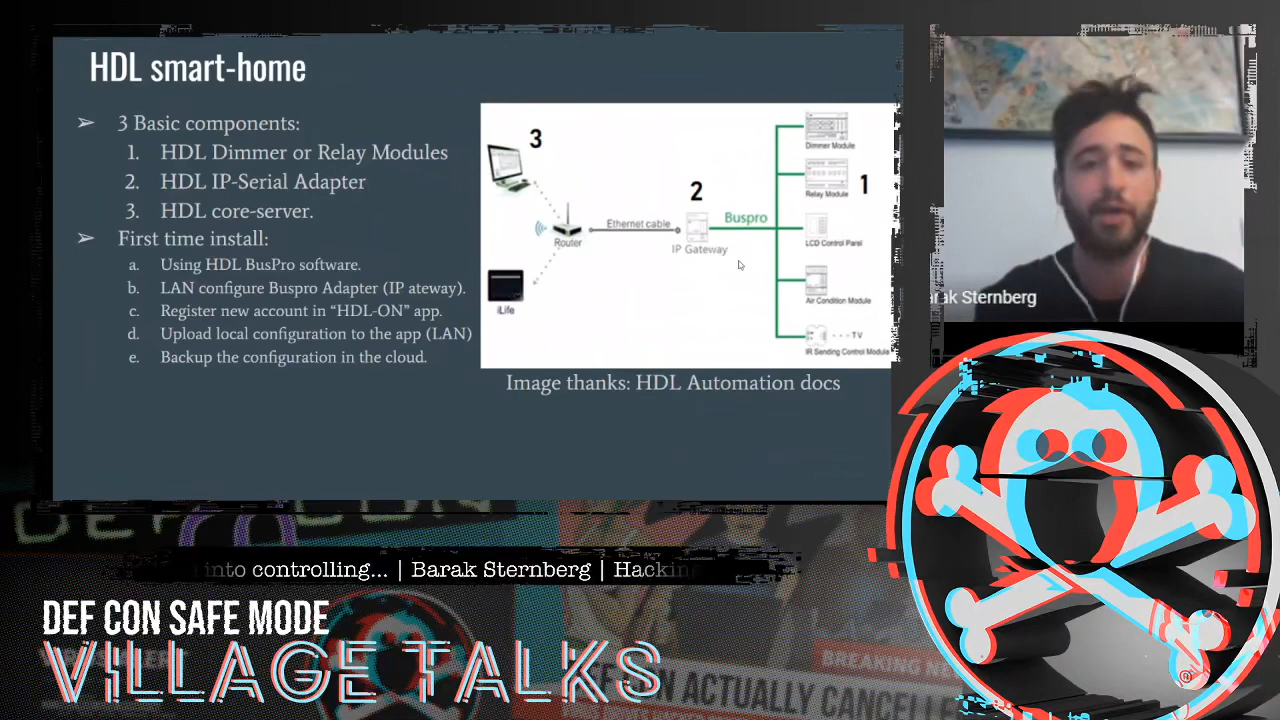 HDL smart-home
➢ 3 Basic components:
1. HDL Dimmer or Relay Modules
2. HDL IP-Serial Adapter
3. HDL core-server.
➢ First time install:
a. Using HDL BusPro software.
b. LAN configure Buspro Adapter (IP ateway).
c. Register new account in “HDL-ON” app.
d. Upload local configuration to the app (LAN)
e. Backup the configuration in the cloud.
3
Router
iLife
Ethernet cable
2
IP Gateway
Buspro
Dimmer Module
1
Relay Module
LCD Control Panel
Air Condition Module
TV
IR Sending Control Module
Image thanks: HDL Automation docs
arak Sternberg
into controlling... | Barak Sternberg | Hackin
DEF CON SAFE MODE
VILLAGE TALKS
DEF CON
BREAKING NE
DEF CON ACTUALLY CANCELLE
®